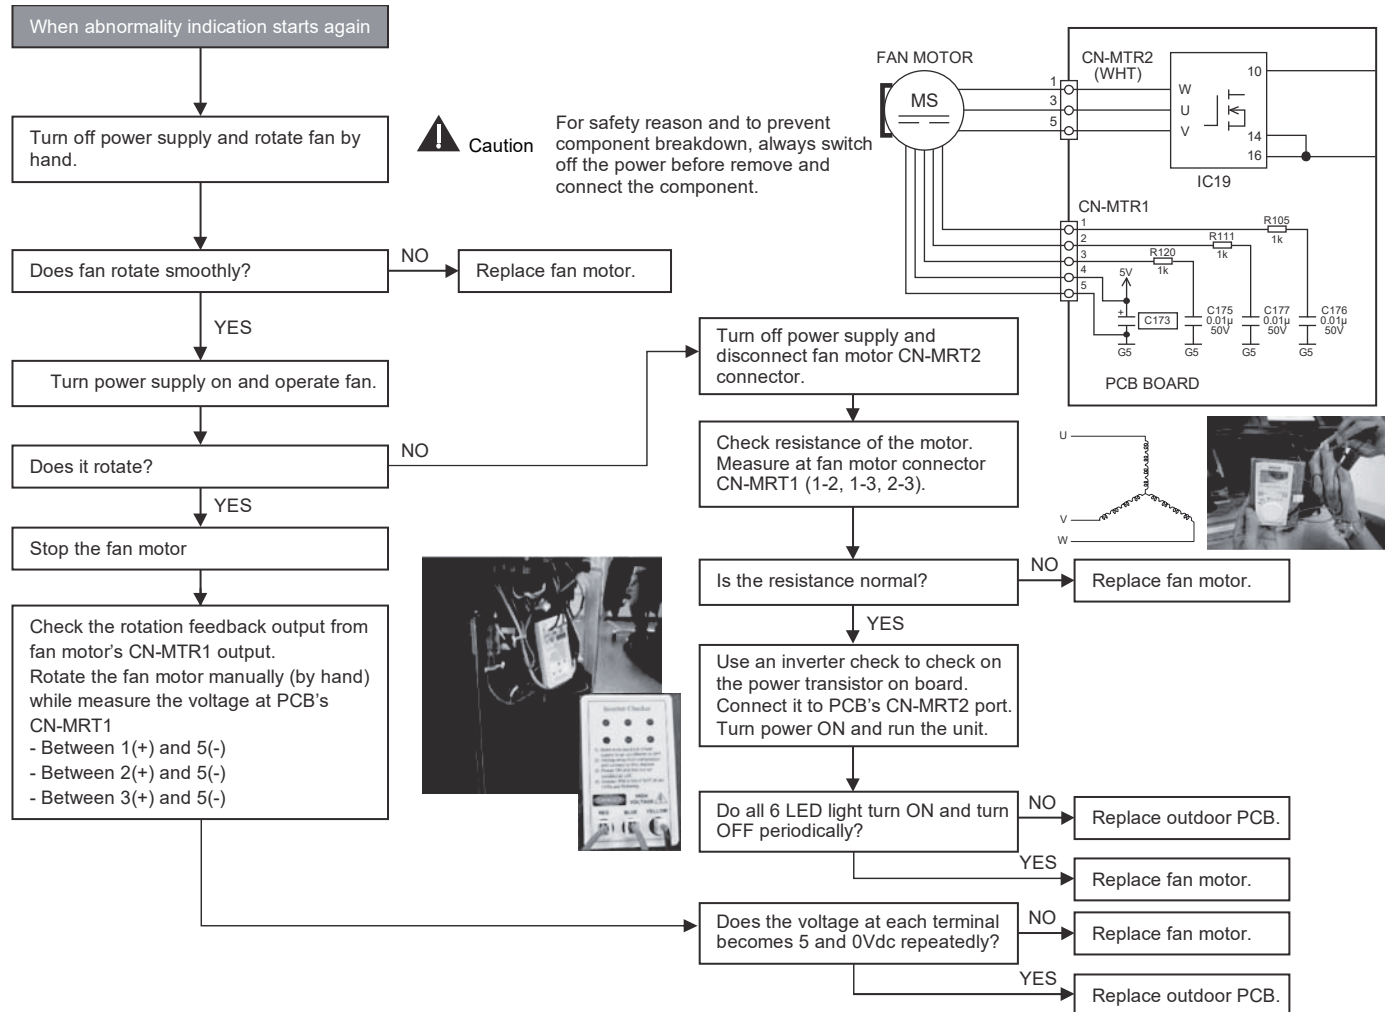 When abnormality indication starts again
Turn off power supply and rotate fan by
hand.
Caution
For safety reason and to prevent
component breakdown, always switch
off the power before remove and
connect the component.
Does fan rotate smoothly?
NO
Replace fan motor.
YES
Turn power supply on and operate fan.
Does it rotate?
NO
YES
Stop the fan motor
Check the rotation feedback output from
fan motor's CN-MTR1 output.
Rotate the fan motor manually (by hand)
while measure the voltage at PCB's
CN-MRT1
- Between 1(+) and 5(-)
- Between 2(+) and 5(-)
- Between 3(+) and 5(-)
Turn off power supply and
disconnect fan motor CN-MRT2
connector.
Check resistance of the motor.
Measure at fan motor connector
CN-MRT1 (1-2, 1-3, 2-3).
Is the resistance normal?
NO
Replace fan motor.
YES
Use an inverter check to check on
the power transistor on board.
Connect it to PCB's CN-MRT2 port.
Turn power ON and run the unit.
Do all 6 LED light turn ON and turn
OFF periodically?
NO
Replace outdoor PCB.
YES
Replace fan motor.
Does the voltage at each terminal
becomes 5 and 0Vdc repeatedly?
NO
Replace fan motor.
YES
Replace outdoor PCB.
FAN MOTOR
MS
CN-MTR2
(WHT)
1
3
5
W
U
V
10
14
16
IC19
CN-MTR1
1
2
3
4
5
R105
1k
R111
1k
R120
1k
5V
+
C173
C175
0.01µ
50V
C177
0.01µ
50V
C176
0.01µ
50V
G5
G5
G5
G5
PCB BOARD
U
V
W
Inverter Checker
HIGH
VOLTAGE
RED BLUE YELLOW